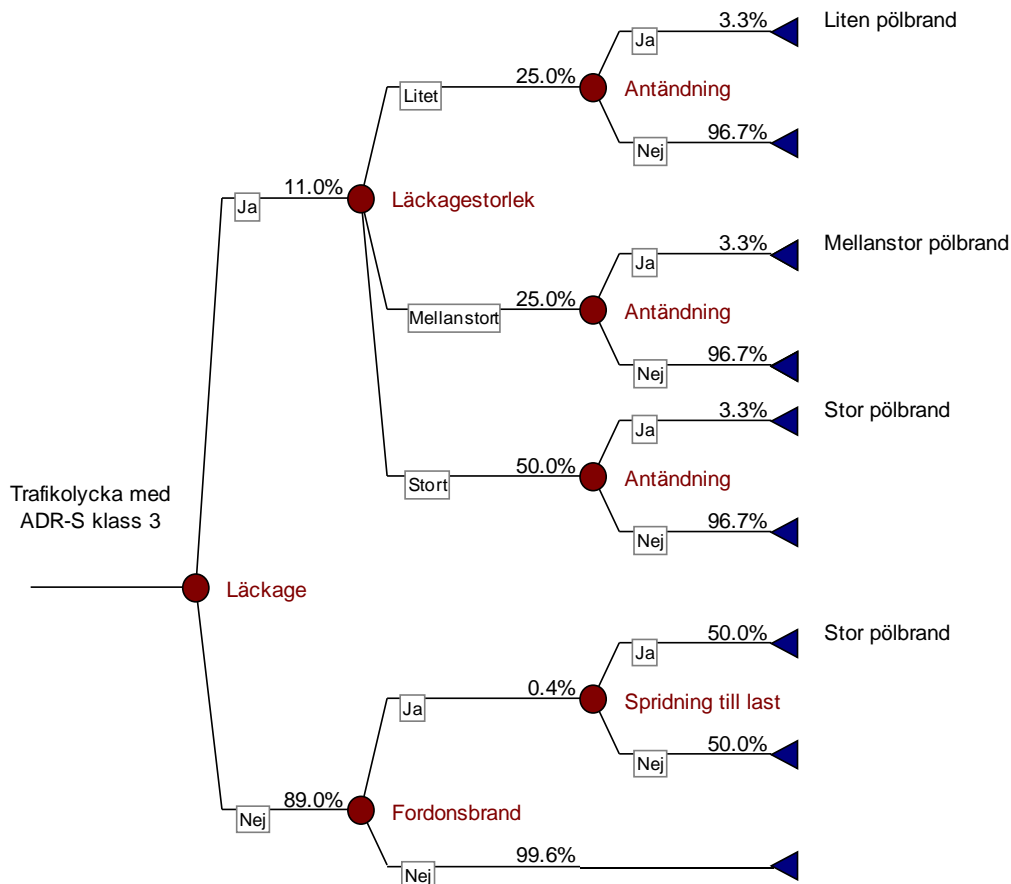 3.3%
Liten pölbrand
Ja
25.0%
Litet
Antändning
96.7%
Nej
11.0%
Ja
Läckagestorlek
3.3%
Mellanstor pölbrand
Ja
25.0%
Mellanstort
Antändning
96.7%
Nej
3.3%
Stor pölbrand
Ja
50.0%
Stort
Antändning
96.7%
Nej
Trafikolycka med
ADR-S klass 3
Läckage
50.0%
Stor pölbrand
Ja
0.4%
Ja
Spridning till last
50.0%
Nej
89.0%
Nej
Fordonsbrand
99.6%
Nej